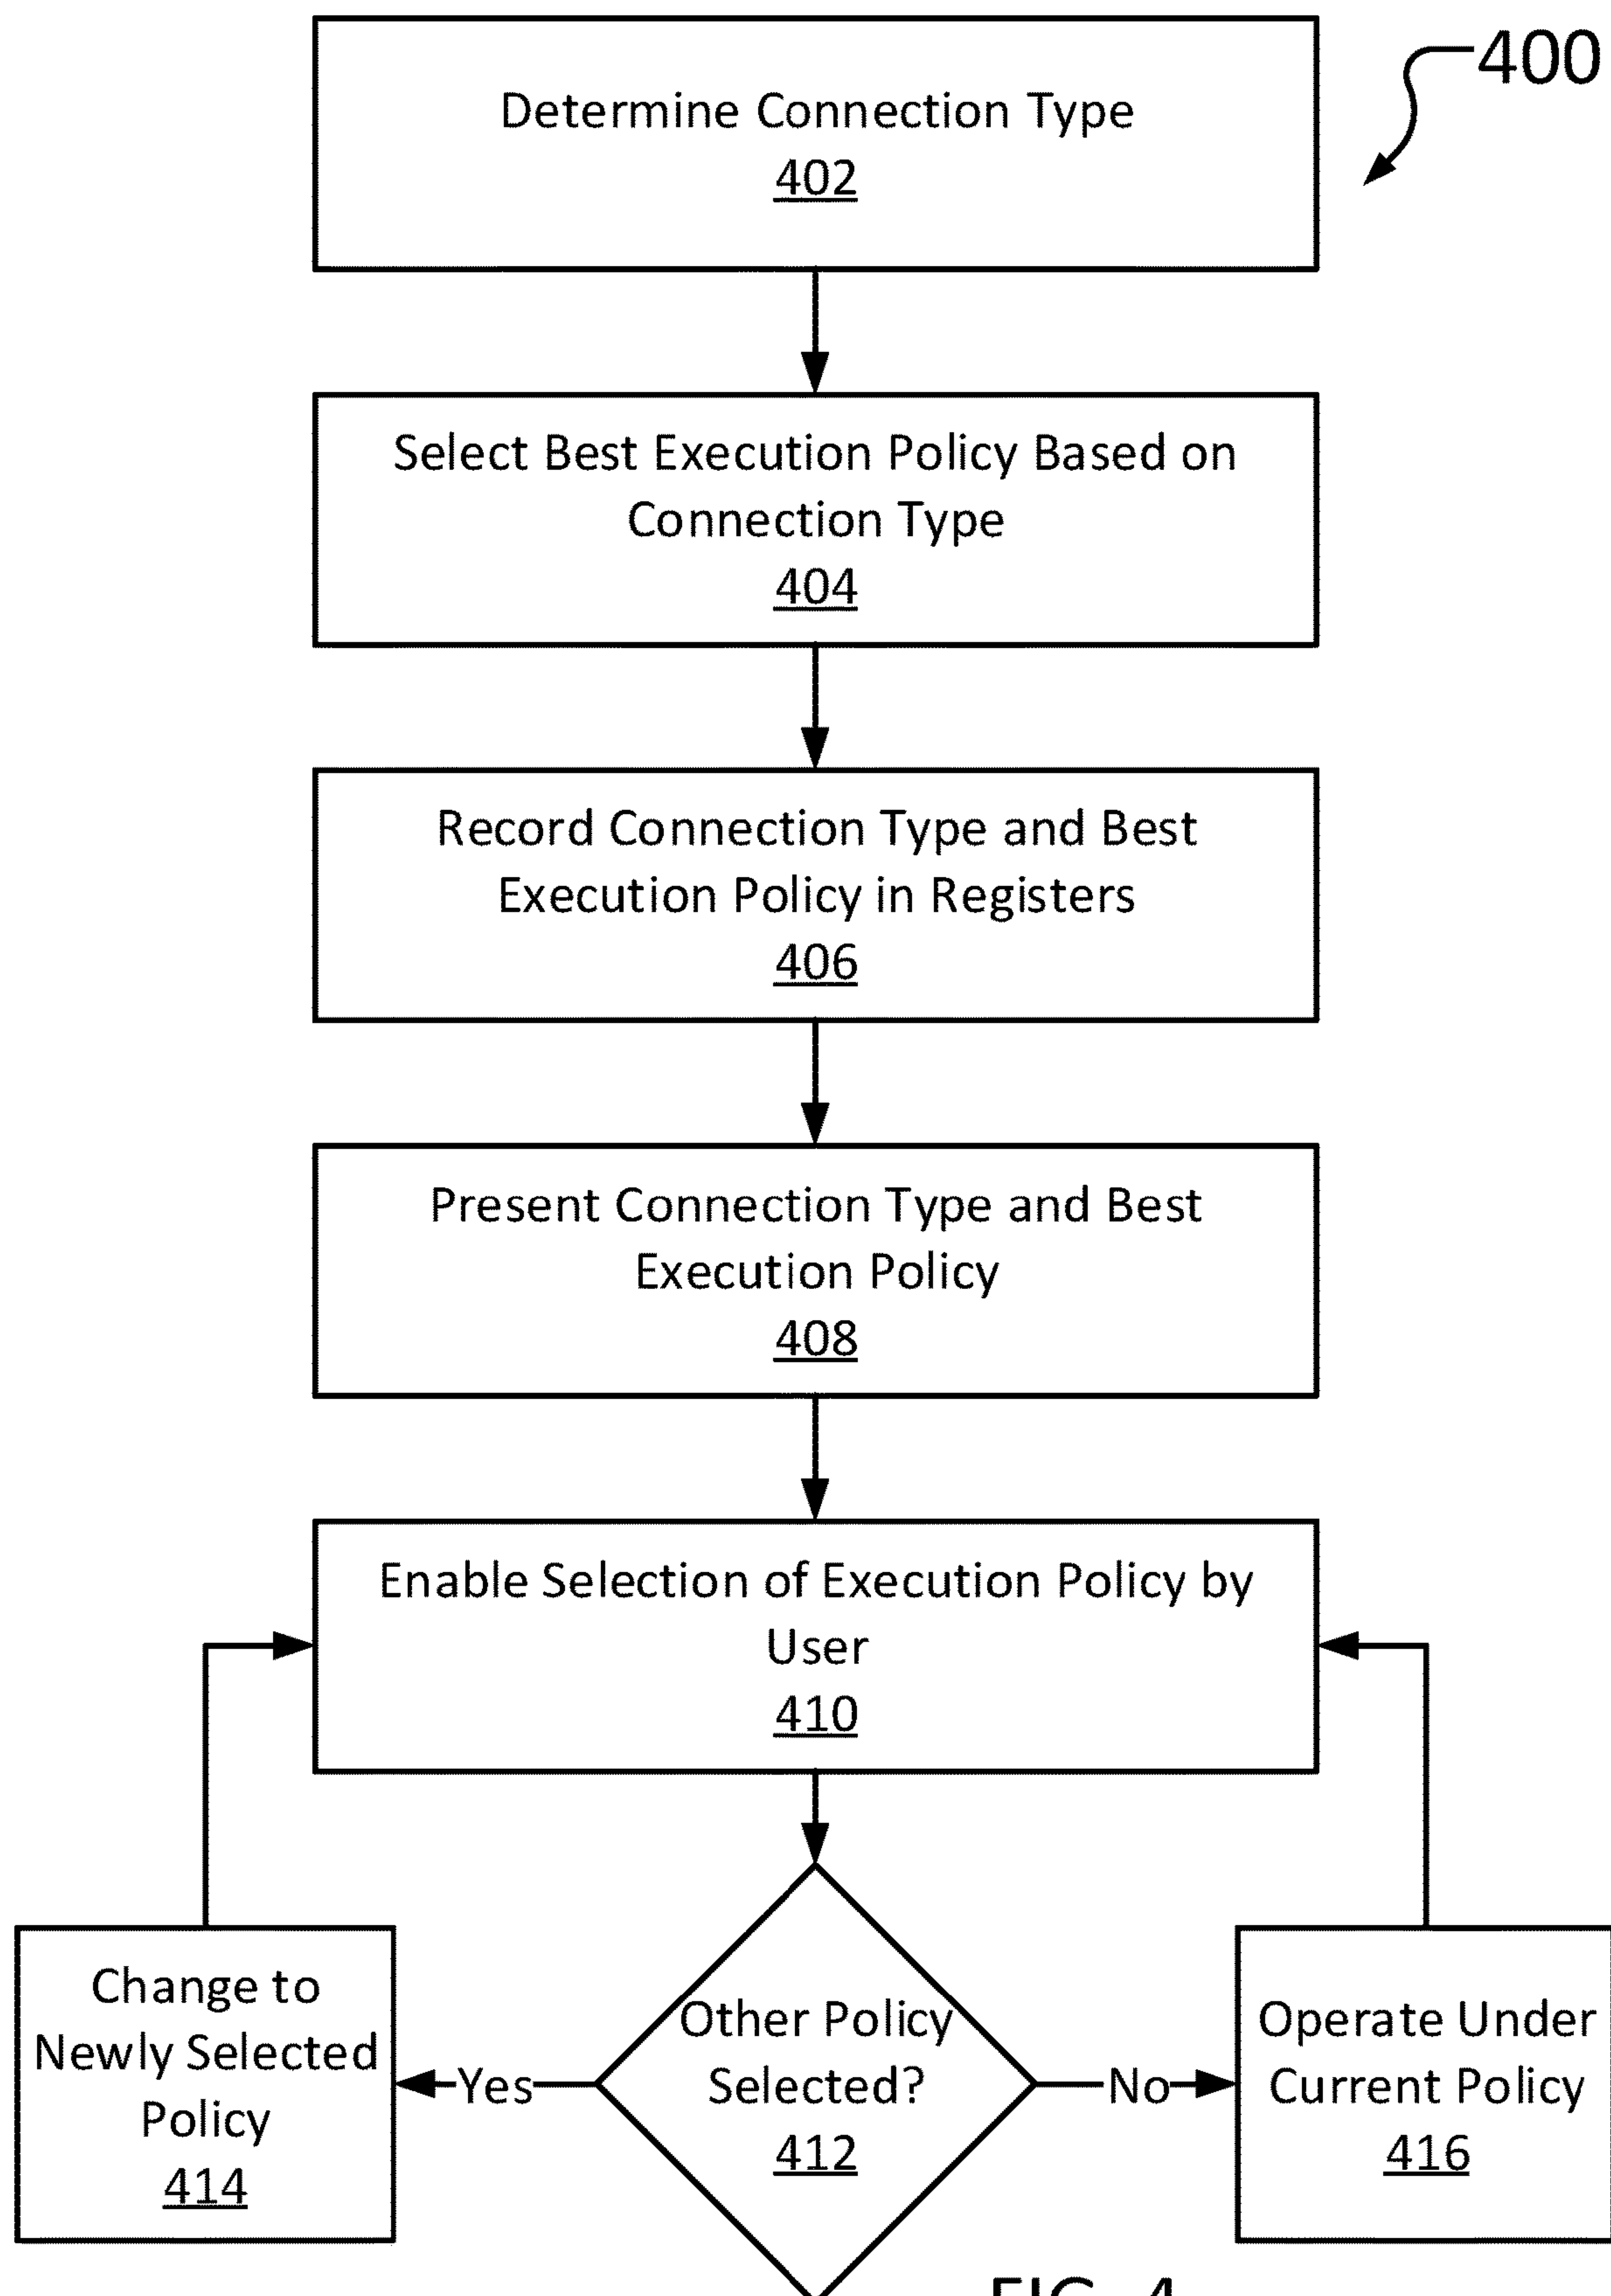 400
Determine Connection Type
402
Select Best Execution Policy Based on
Connection Type
404
Record Connection Type and Best
Execution Policy in Registers
406
Present Connection Type and Best
Execution Policy
408
Enable Selection of Execution Policy by
User
410
Change to
Newly Selected
Policy
414
Yes
Other Policy
Selected?
412
No
Operate Under
Current Policy
416
FIG. 4